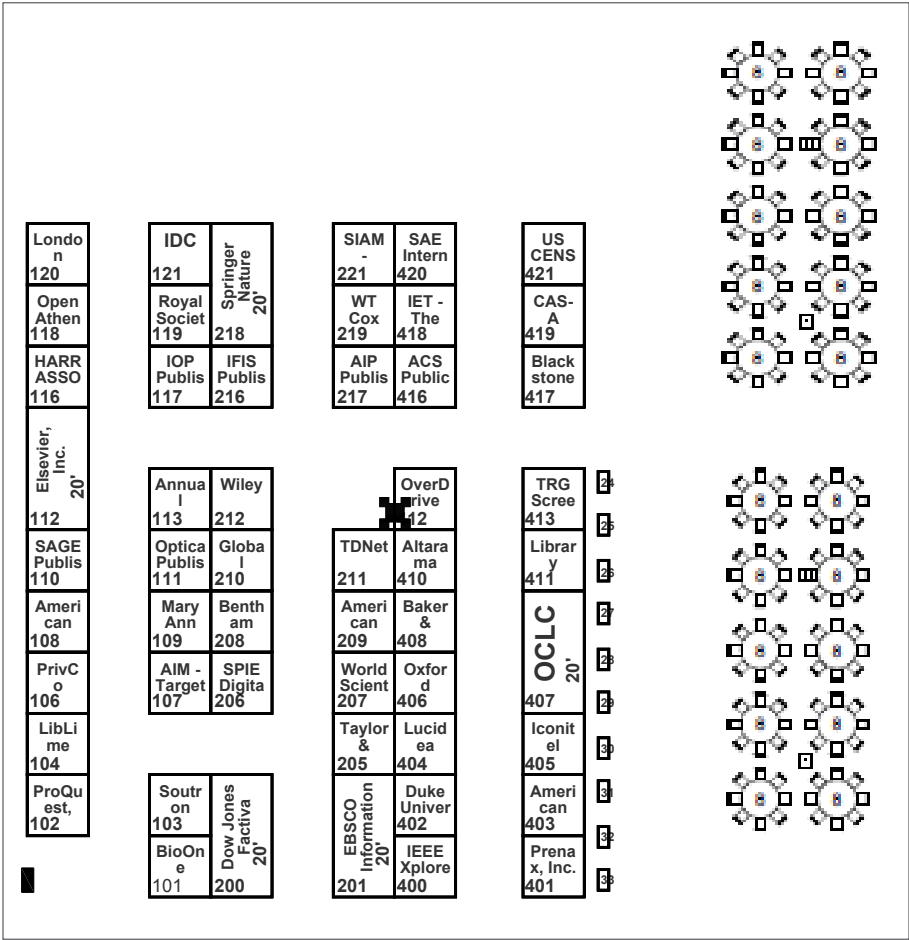 Londo
n
120
Open
Athen
118
HARR
ASSO
116
Elsevier,
Inc.
20'
112
SAGE
Publis
110
Ameri
can
108
PrivC
o
106
LibLi
me
104
ProQu
est,
102
IDC
121
Springer
Nature
20'
218
Royal
Societ
119
IOP
Publis
117
IFIS
Publis
216
Annua
l
113
Wiley
212
Optica
Publis
111
Globa
l
210
Mary
Ann
109
Benth
am
208
AIM -
Target
107
SPIE
Digita
206
Soutr
on
103
Dow Jones
Factiva
20'
200
BioOn
e
101
SIAM
-
221
SAE
Intern
420
WT
Cox
219
IET -
The
418
AIP
Publis
217
ACS
Public
416
OverD
rive
12
TDNet
211
Altara
ma
410
Ameri
can
209
Baker
&
408
World
Scient
207
Oxfor
d
406
Taylor
&
205
Lucid
ea
404
EBSCO
Information
20'
201
Duke
Univer
402
IEEE
Xplore
400
US
CENS
421
CAS-
A
419
Black
stone
417
TRG
Scree
413
Librar
y
411
OCLC
20'
407
Iconit
el
405
Ameri
can
403
Prena
x, Inc.
401
24
25
26
27
28
29
30
31
32
33